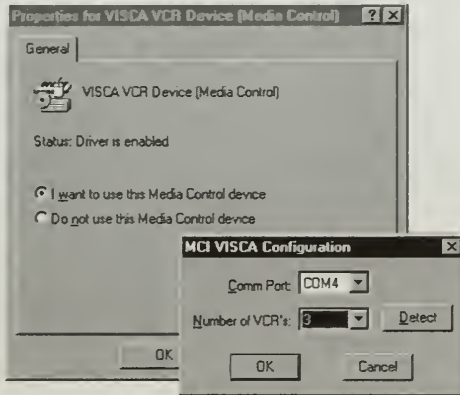 Properties for VISCA VCR Device (Media Control)
General
mcfy
VISCA VCR Device (Media Control)
Status: Driver is enabled
I want to use this Media Control device
Do not use this Media Control device
OK
MCI VISCA Configuration
Comm Port: COM4
Number of VCR's: 3 Detect
OK Cancel